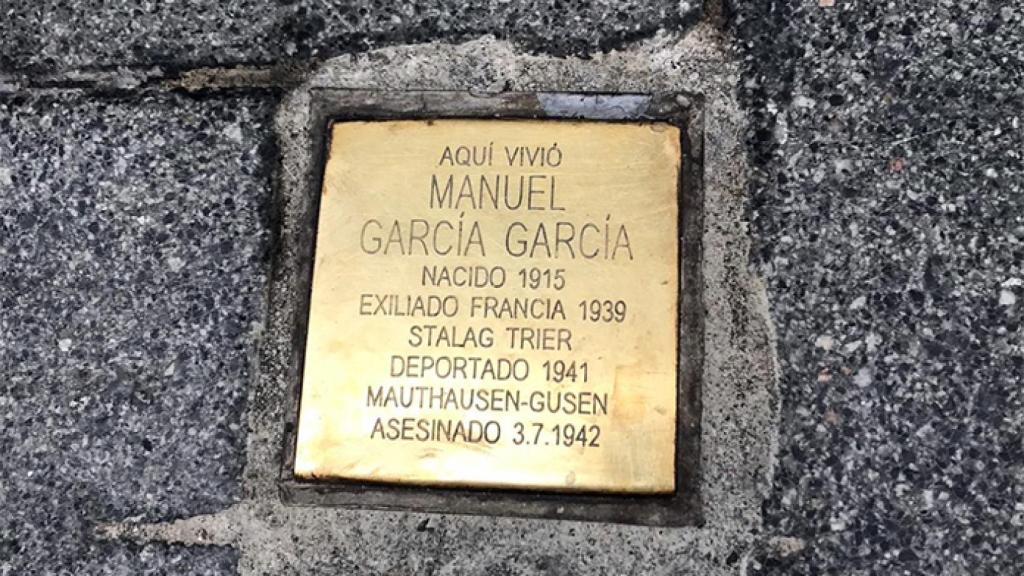 AQUÍ VIVIÓ
MANUEL
GARCÍA GARCÍA
NACIDO 1915
EXILIADO FRANCIA 1939
STALAG TRIER
DEPORTADO 1941
MAUTHAUSEN-GUSEN
ASESINADO 3.7.1942